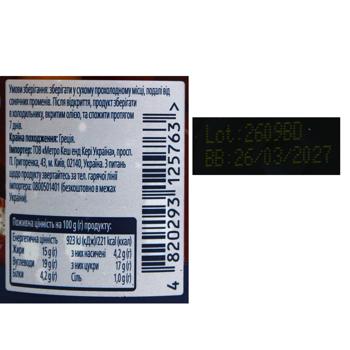 Умови зберігання: зберігати у сухому прохолодному місці, подалі від
сонячних променів. Після відкриття, продукт зберігати в
холодильнику, вкритим олією, та спожити протягом
7 днів.
Країна походження: Греція.
Імпортер: ТОВ «Метро Кеш енд Кері Україна», просп.
П. Григоренка, 43, м. Київ, 02140, Україна. З питань
щодо продукту звертайтесь за тел. гарячої лінії
імпортера: 0800501401 (безкоштовно в межах
України).
Поживна цінність на 100 g(г) продукту:
Енергетична цінність 923 kJ (кДж)/221 kcal (ккал)
Жири 15 g(г) з них насичені 4,2 g(г)
Вуглеводи 19 g(г) з них цукри 17 g(г)
Білки 4,2 g(г) Сіль 1,0 g(г)
4 820293 125763 >
Lot.:2609BD
BB:26/03/2027